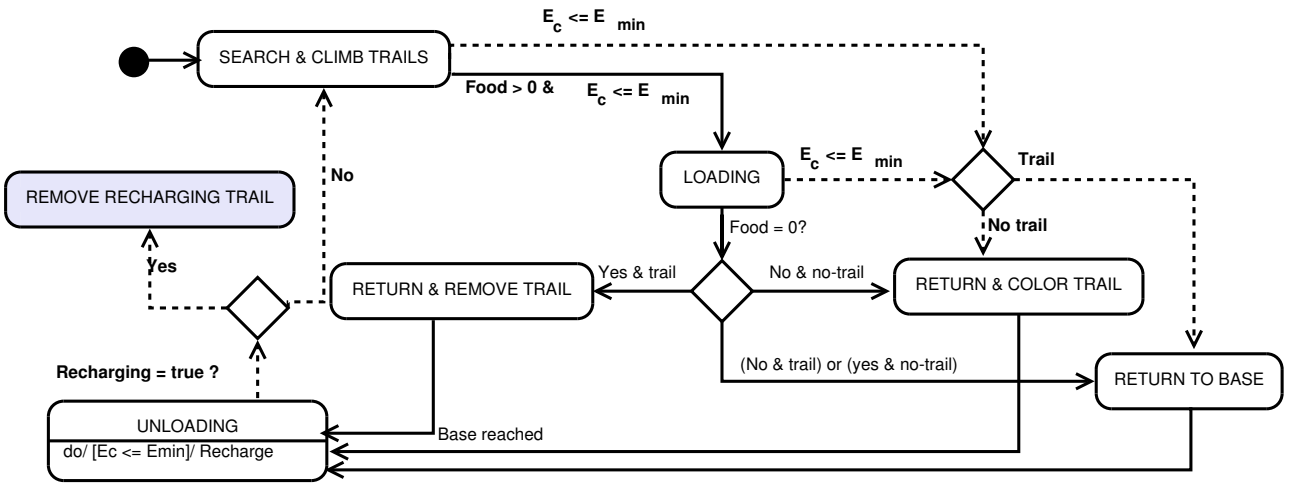 E_c <= E_min
SEARCH & CLIMB TRAILS
Food > 0 & E_c <= E_min
E_c <= E_min
Trail
No
LOADING
REMOVE RECHARGING TRAIL
Food = 0?
No trail
Yes
Yes & trail
No & no-trail
RETURN & REMOVE TRAIL
RETURN & COLOR TRAIL
Recharging = true ?
(No & trail) or (yes & no-trail)
RETURN TO BASE
UNLOADING
Base reached
do/ [Ec <= Emin]/ Recharge